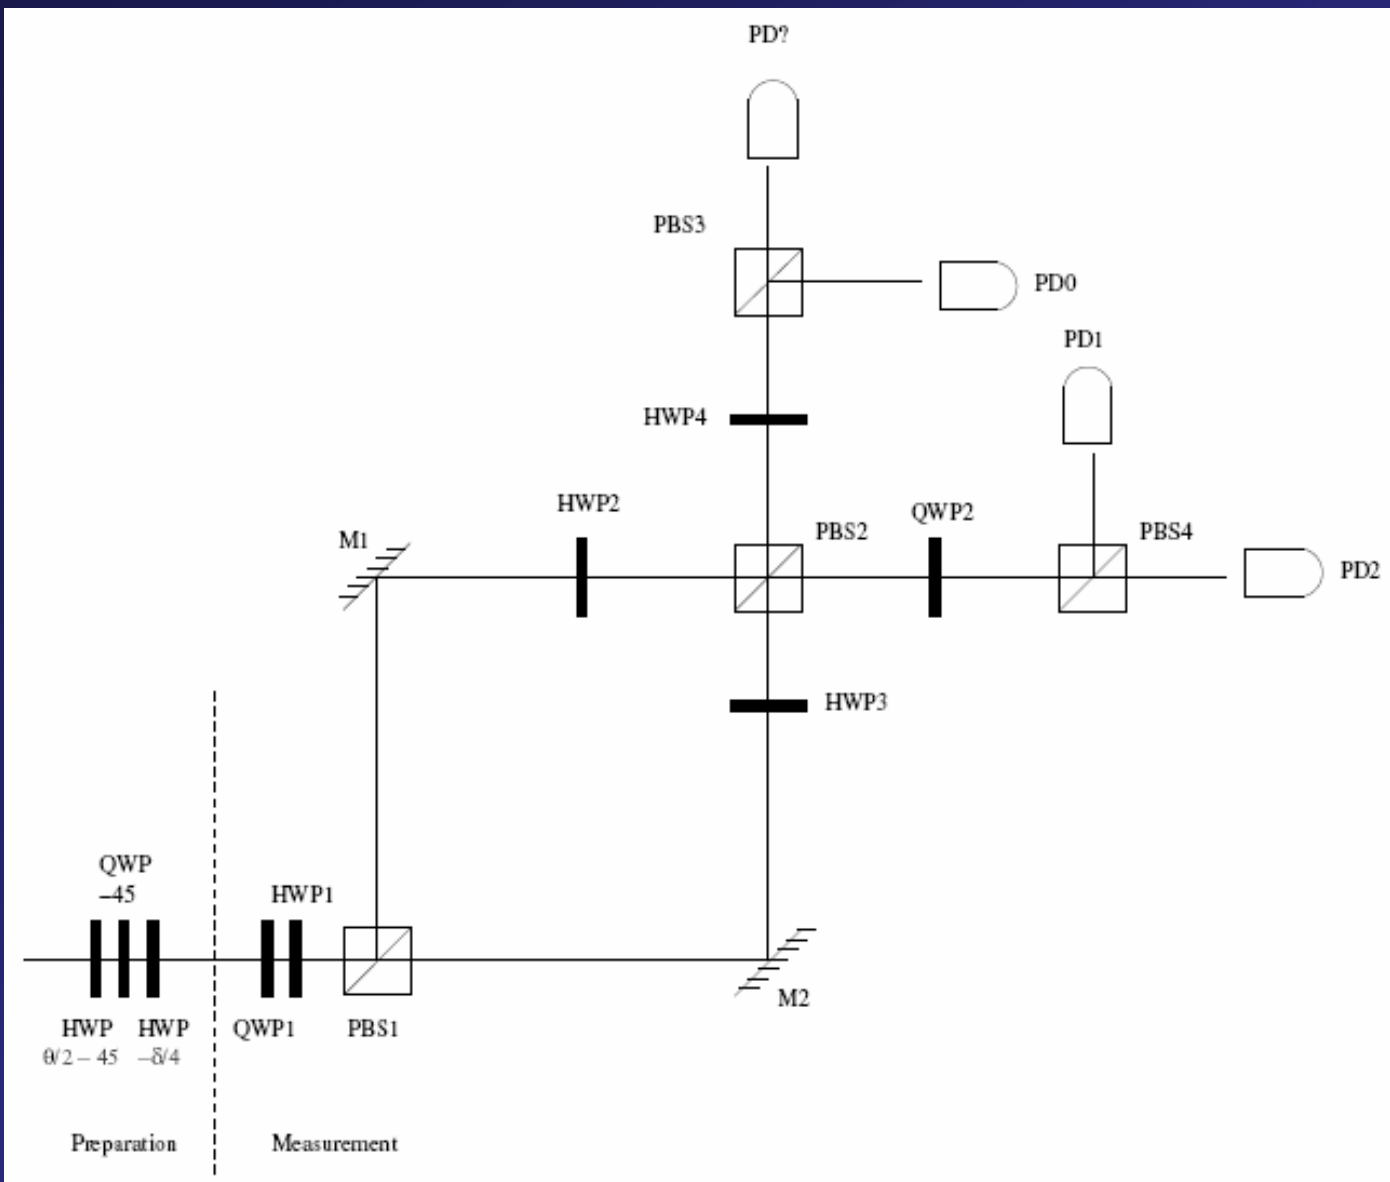 PD?
PBS3
PD0
PD1
HWP4
HWP2
QWP2
PBS2
PBS4
M1
PD2
HWP3
QWP
–45
HWP1
M2
HWP HWP QWP1 PBS1
θ/2 – 45 –δ/4
Preparation Measurement